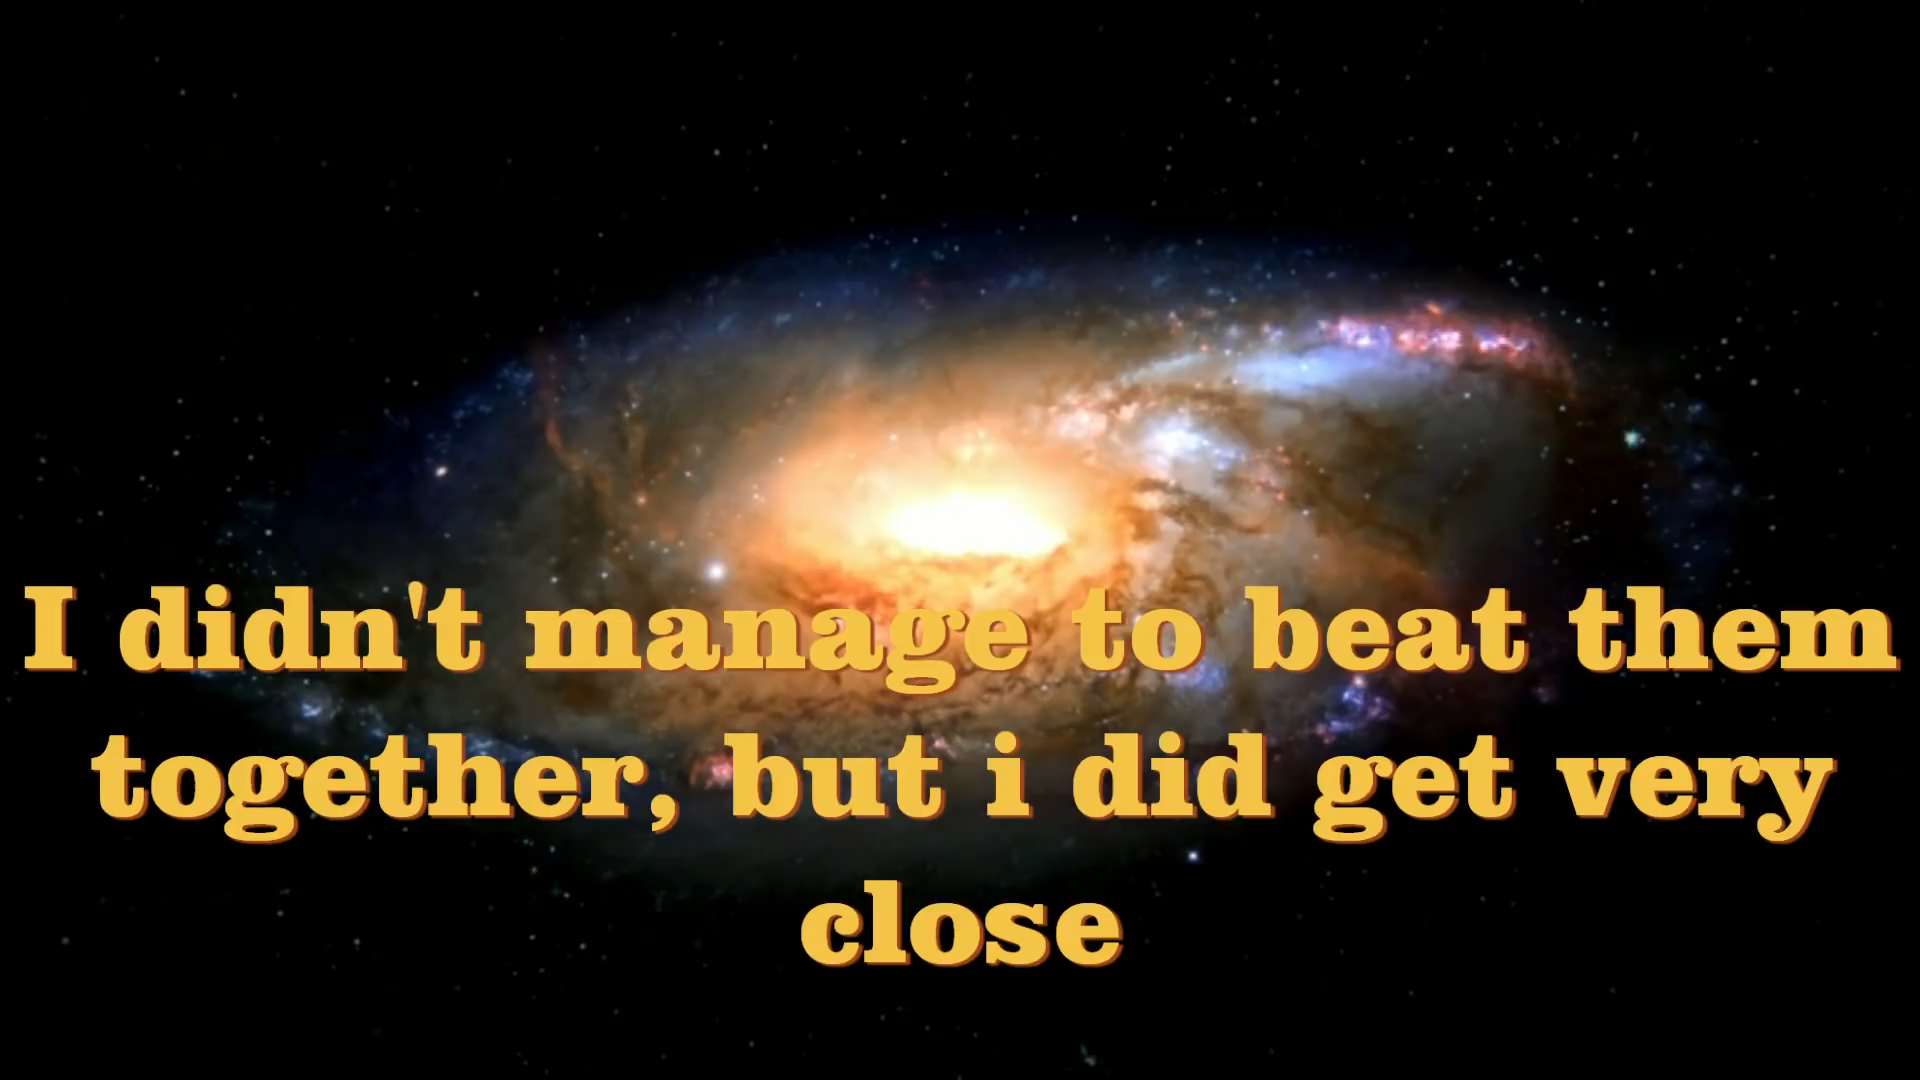 I didn't manage to beat them
together, but i did get very
close